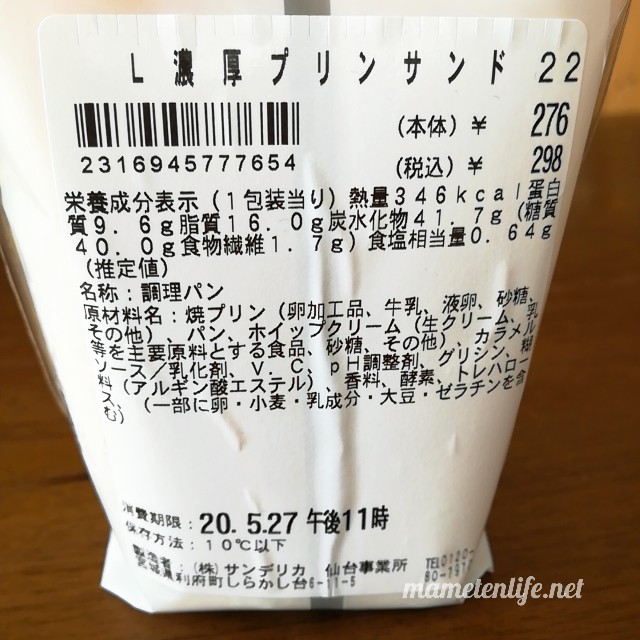 L 濃厚プリンサンド 22
(本体) ¥ 276
2316945777654
(税込) ¥ 298
栄養成分表示(1包装当り)熱量346kcal蛋白
質9.6g脂質16.0g炭水化物41.7g(糖質
40.0g食物繊維1.7g)食塩相当量0.64g
(推定値)
名称:調理パン
原材料名:焼プリン(卵加工品、牛乳、液卵、砂糖、
その他)、パン、ホイップクリーム(生クリーム、乳
等を主要原料とする食品、砂糖、その他)、カラメル
ソース/乳化剤、V.C、pH調整剤、グリシン、糊
料(アルギン酸エステル)、香料、酵素、トレハロー
ス、(一部に卵・小麦・乳成分・大豆・ゼラチンを含
む)
消費期限:20.5.27 午後11時
保存方法:10℃以下
製造者:(株)サンデリカ 仙台事業所
宮城県利府町しらかし台6-11-5
TEL0120-
mametenlife.net